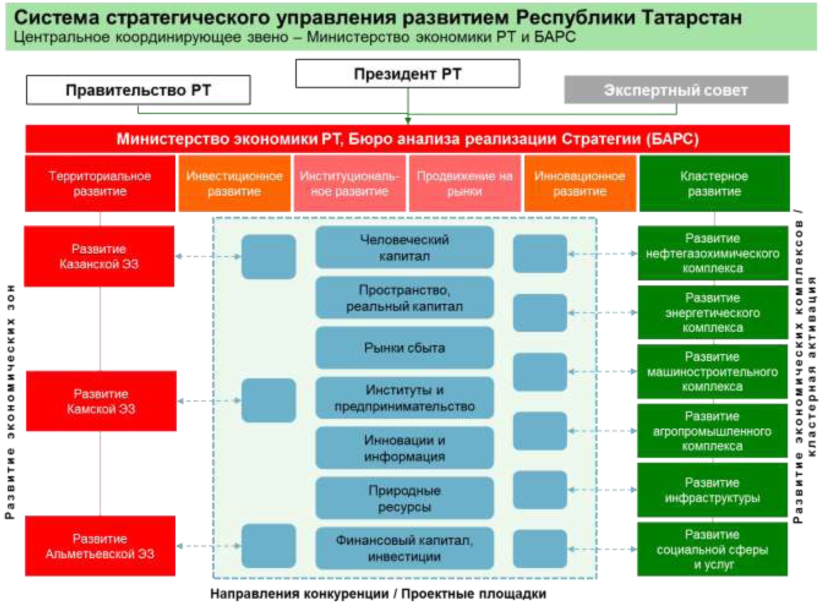 Система стратегического управления развитием Республики Татарстан
Центральное координирующее звено – Министерство экономики РТ и БАРС
Правительство РТ
Президент РТ
Экспертный совет
Министерство экономики РТ, Бюро анализа реализации Стратегии (БАРС)
Территориальное
развитие
Инвестиционное
развитие
Институциональ-
ное развитие
Продвижение на
рынки
Инновационное
развитие
Кластерное
развитие
Развитие экономических зон
Развитие
Казанской ЭЗ
Развитие
Камской ЭЗ
Развитие
Альметьевской ЭЗ
Человеческий
капитал
Пространство,
реальный капитал
Рынки сбыта
Институты и
предпринимательство
Инновации и
информация
Природные
ресурсы
Финансовый капитал,
инвестиции
Развитие
нефтегазохимического
комплекса
Развитие
энергетического
комплекса
Развитие
машиностроительного
комплекса
Развитие
агропромышленного
комплекса
Развитие
инфраструктуры
Развитие
социальной сферы
и услуг
Развитие экономических комплексов /
кластерная активация
Направления конкуренции / Проектные площадки